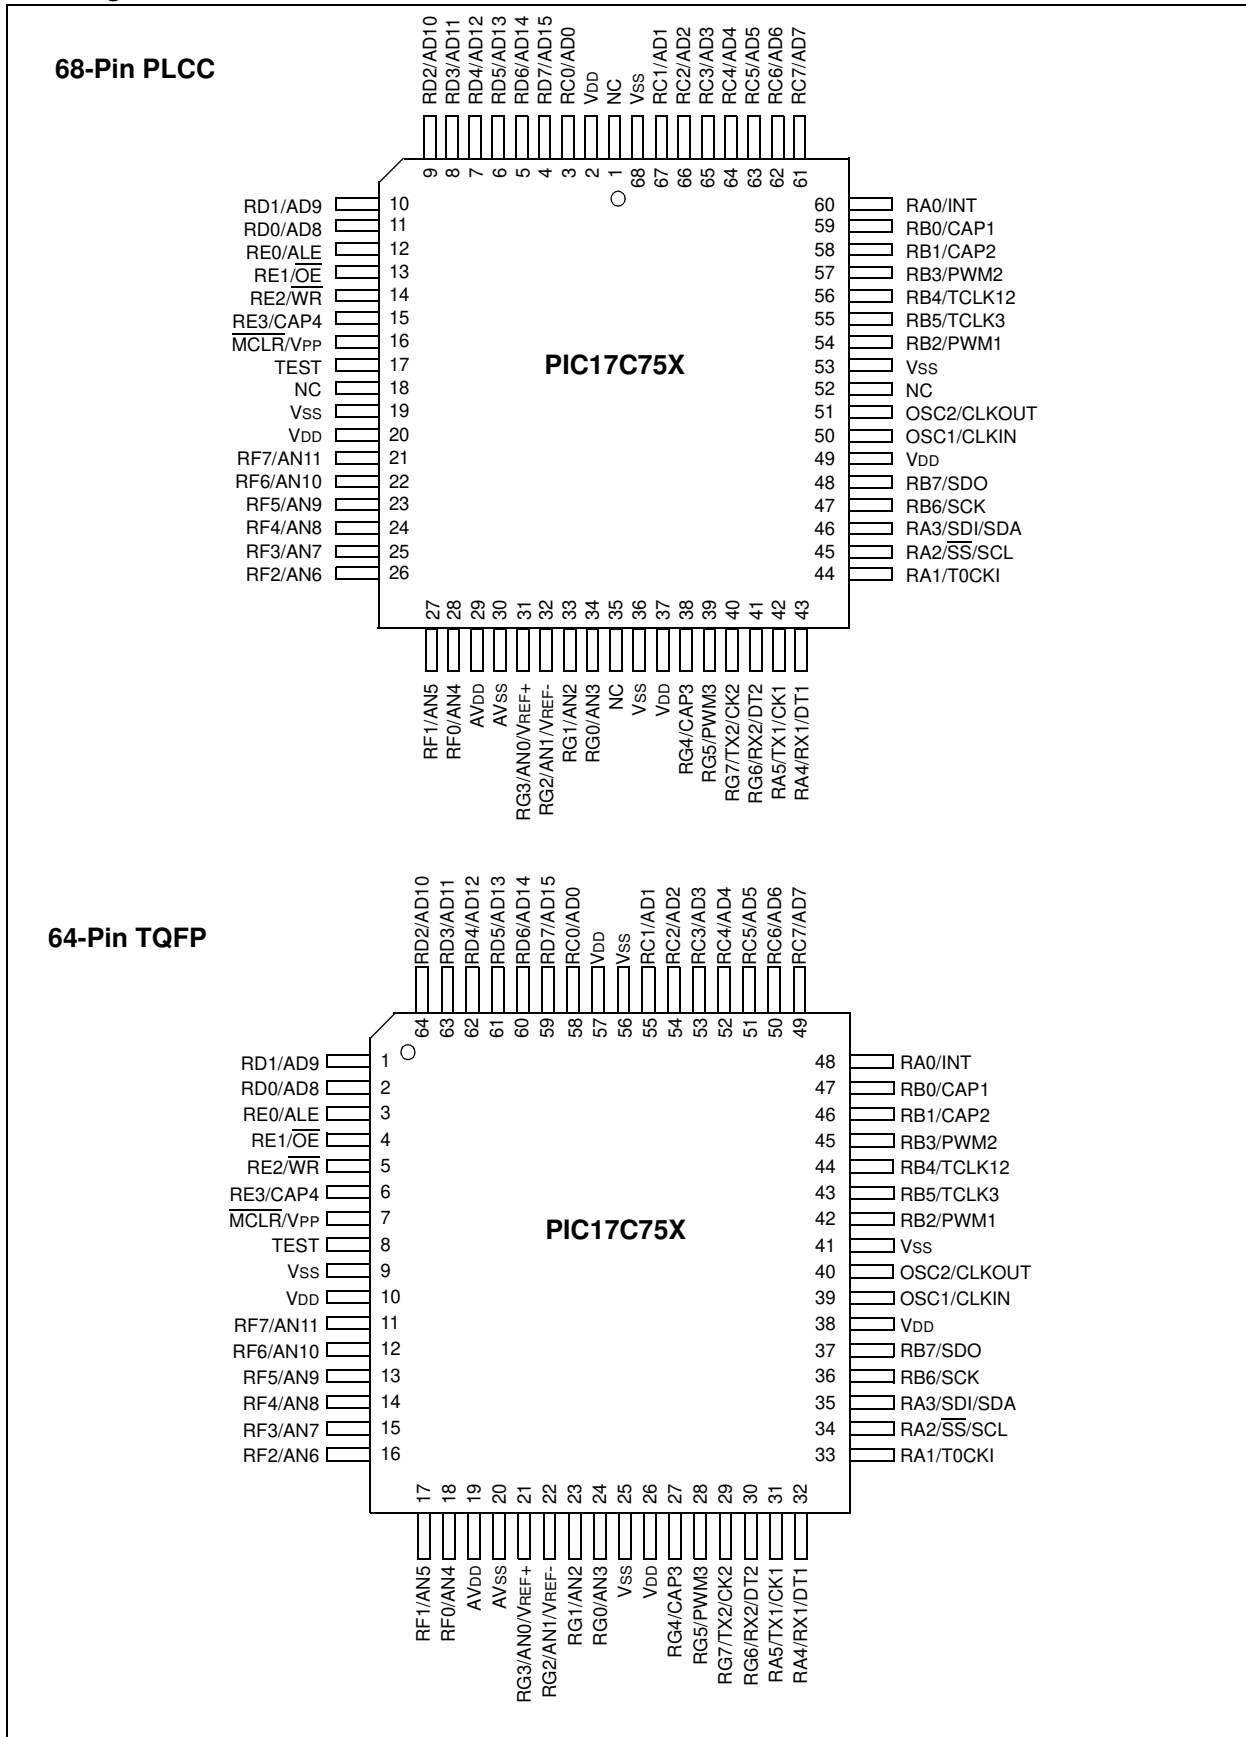 68-Pin PLCC
RD2/AD10
RD3/AD11
RD4/AD12
RD5/AD13
RD6/AD14
RD7/AD15
RC0/AD0
VDD
NC
VSS
RC1/AD1
RC2/AD2
RC3/AD3
RC4/AD4
RC5/AD5
RC6/AD6
RC7/AD7
9 8 7 6 5 4 3 2 1 68 67 66 65 64 63 62 61
RD1/AD9 10
RD0/AD8 11
RE0/ALE 12
RE1/OE 13
RE2/WR 14
RE3/CAP4 15
MCLR/VPP 16
TEST 17
NC 18
VSS 19
VDD 20
RF7/AN11 21
RF6/AN10 22
RF5/AN9 23
RF4/AN8 24
RF3/AN7 25
RF2/AN6 26
PIC17C75X
60 RA0/INT
59 RB0/CAP1
58 RB1/CAP2
57 RB3/PWM2
56 RB4/TCLK12
55 RB5/TCLK3
54 RB2/PWM1
53 VSS
52 NC
51 OSC2/CLKOUT
50 OSC1/CLKIN
49 VDD
48 RB7/SDO
47 RB6/SCK
46 RA3/SDI/SDA
45 RA2/SS/SCL
44 RA1/T0CKI
27 28 29 30 31 32 33 34 35 36 37 38 39 40 41 42 43
RF1/AN5
RF0/AN4
AVDD
AVSS
RG3/AN0/VREF+
RG2/AN1/VREF-
RG1/AN2
RG0/AN3
NC
VSS
VDD
RG4/CAP3
RG5/PWM3
RG7/TX2/CK2
RG6/RX2/DT2
RA5/TX1/CK1
RA4/RX1/DT1
64-Pin TQFP
RD2/AD10
RD3/AD11
RD4/AD12
RD5/AD13
RD6/AD14
RD7/AD15
RC0/AD0
VDD
VSS
RC1/AD1
RC2/AD2
RC3/AD3
RC4/AD4
RC5/AD5
RC6/AD6
RC7/AD7
64 63 62 61 60 59 58 57 56 55 54 53 52 51 50 49
RD1/AD9 1
RD0/AD8 2
RE0/ALE 3
RE1/OE 4
RE2/WR 5
RE3/CAP4 6
MCLR/VPP 7
TEST 8
VSS 9
VDD 10
RF7/AN11 11
RF6/AN10 12
RF5/AN9 13
RF4/AN8 14
RF3/AN7 15
RF2/AN6 16
PIC17C75X
48 RA0/INT
47 RB0/CAP1
46 RB1/CAP2
45 RB3/PWM2
44 RB4/TCLK12
43 RB5/TCLK3
42 RB2/PWM1
41 VSS
40 OSC2/CLKOUT
39 OSC1/CLKIN
38 VDD
37 RB7/SDO
36 RB6/SCK
35 RA3/SDI/SDA
34 RA2/SS/SCL
33 RA1/T0CKI
17 18 19 20 21 22 23 24 25 26 27 28 29 30 31 32
RF1/AN5
RF0/AN4
AVDD
AVSS
RG3/AN0/VREF+
RG2/AN1/VREF-
RG1/AN2
RG0/AN3
VSS
VDD
RG4/CAP3
RG5/PWM3
RG7/TX2/CK2
RG6/RX2/DT2
RA5/TX1/CK1
RA4/RX1/DT1